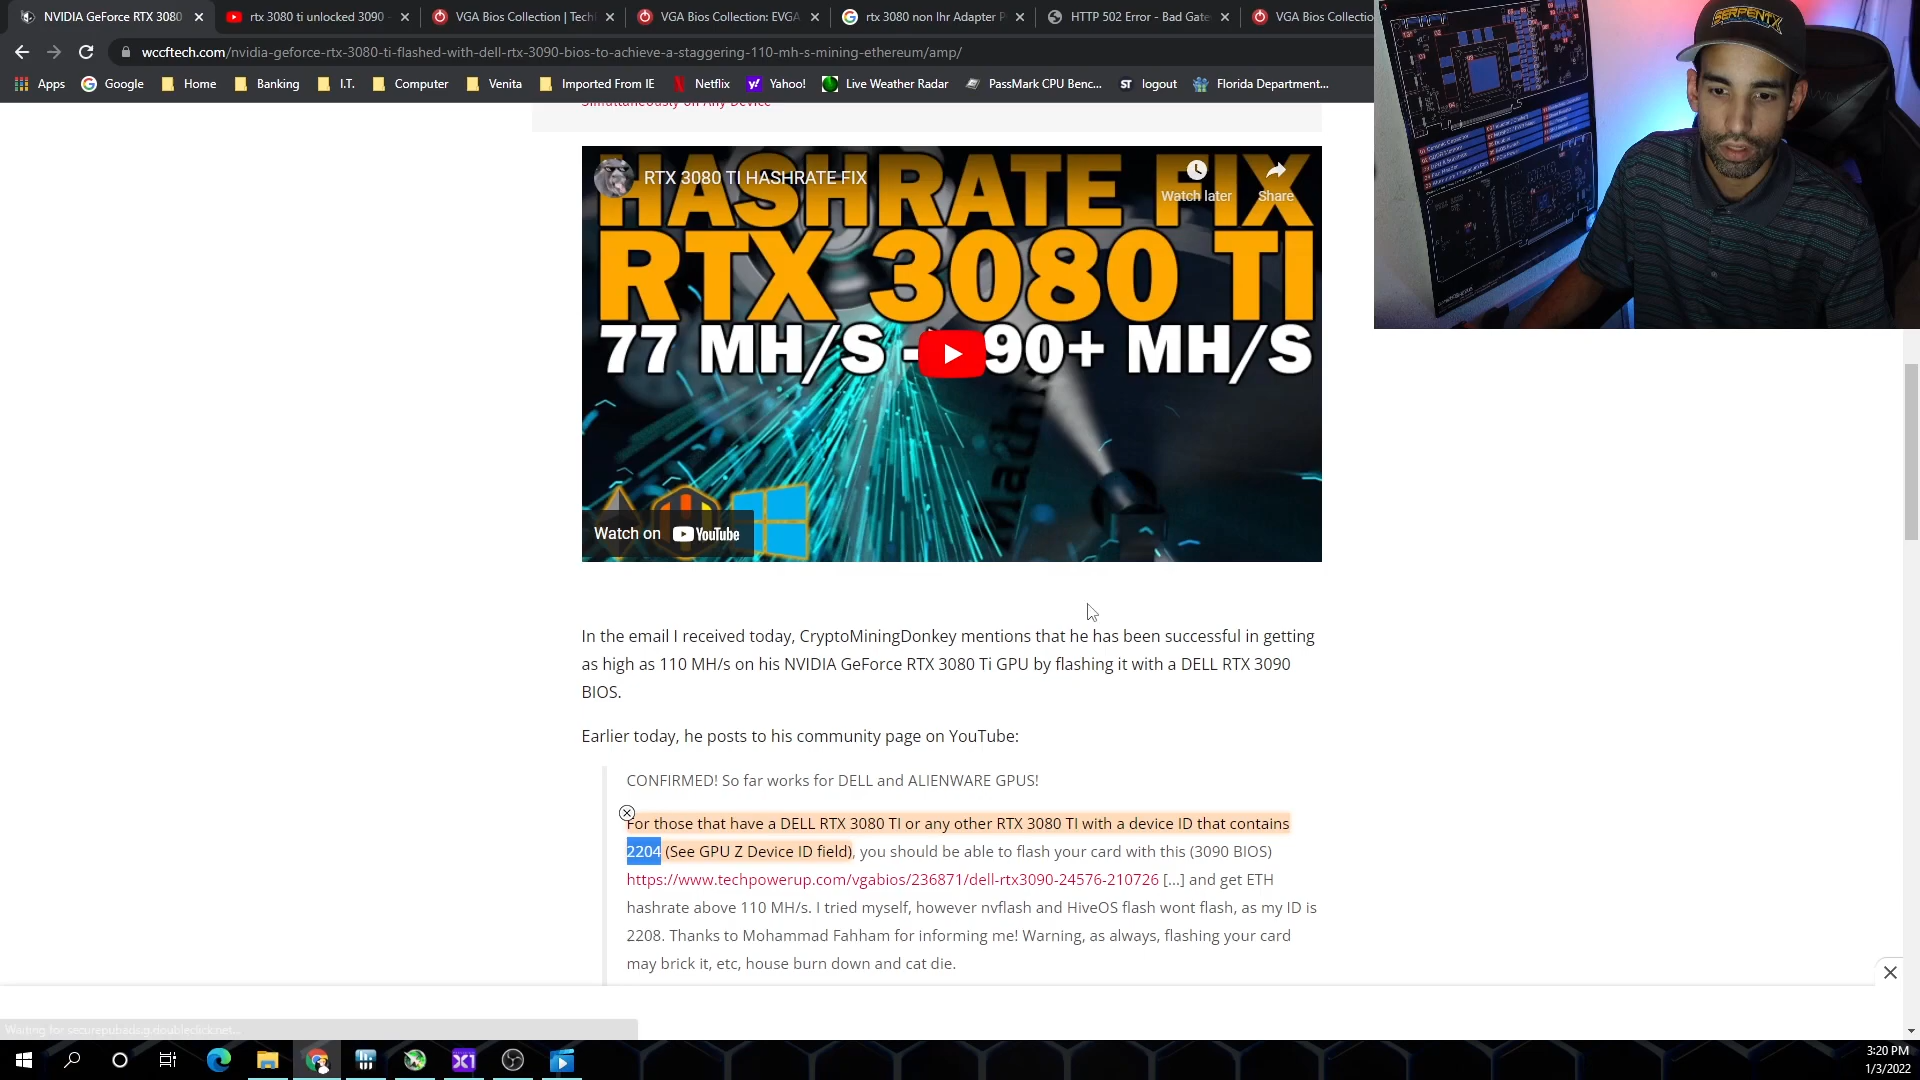 NVIDIA GeForce RTX 3080
rtx 3080 ti unlocked 3090 -
VGA Bios Collection | Tech
VGA Bios Collection: EVGA
rtx 3080 non lhr Adapter P
HTTP 502 Error - Bad Gate
VGA Bios Collectio
wccftech.com/nvidia-geforce-rtx-3080-ti-flashed-with-dell-rtx-3090-bios-to-achieve-a-staggering-110-mh-s-mining-ethereum/amp/
Apps Google Home Banking I.T. Computer Venita Imported From IE Netflix Yahoo! Live Weather Radar PassMark CPU Benc... ST logout Florida Department...
Simultaneously on Any Device
SERPENTX
RTX 3080 TI HASHRATE FIX
Watch later
Share
HASHRATE FIX
RTX 3080 TI
77 MH/S - 90+ MH/S
Watch on YouTube
In the email I received today, CryptoMiningDonkey mentions that he has been successful in getting
as high as 110 MH/s on his NVIDIA GeForce RTX 3080 Ti GPU by flashing it with a DELL RTX 3090
BIOS.
Earlier today, he posts to his community page on YouTube:
CONFIRMED! So far works for DELL and ALIENWARE GPUS!
For those that have a DELL RTX 3080 TI or any other RTX 3080 TI with a device ID that contains
2204 (See GPU Z Device ID field), you should be able to flash your card with this (3090 BIOS)
https://www.techpowerup.com/vgabios/236871/dell-rtx3090-24576-210726 [...] and get ETH
hashrate above 110 MH/s. I tried myself, however nvflash and HiveOS flash wont flash, as my ID is
2208. Thanks to Mohammad Fahham for informing me! Warning, as always, flashing your card
may brick it, etc, house burn down and cat die.
Waiting for securepubads.g.doubleclick.net...
X1
3:20 PM
1/3/2022